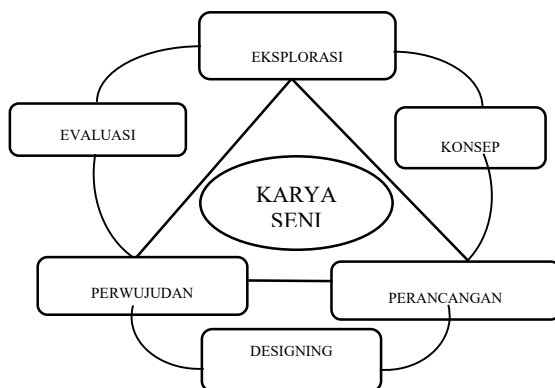 EKSPLORASI
EVALUASI
KONSEP
KARYA
SENI
PERWUJUDAN
PERANCANGAN
DESIGNING